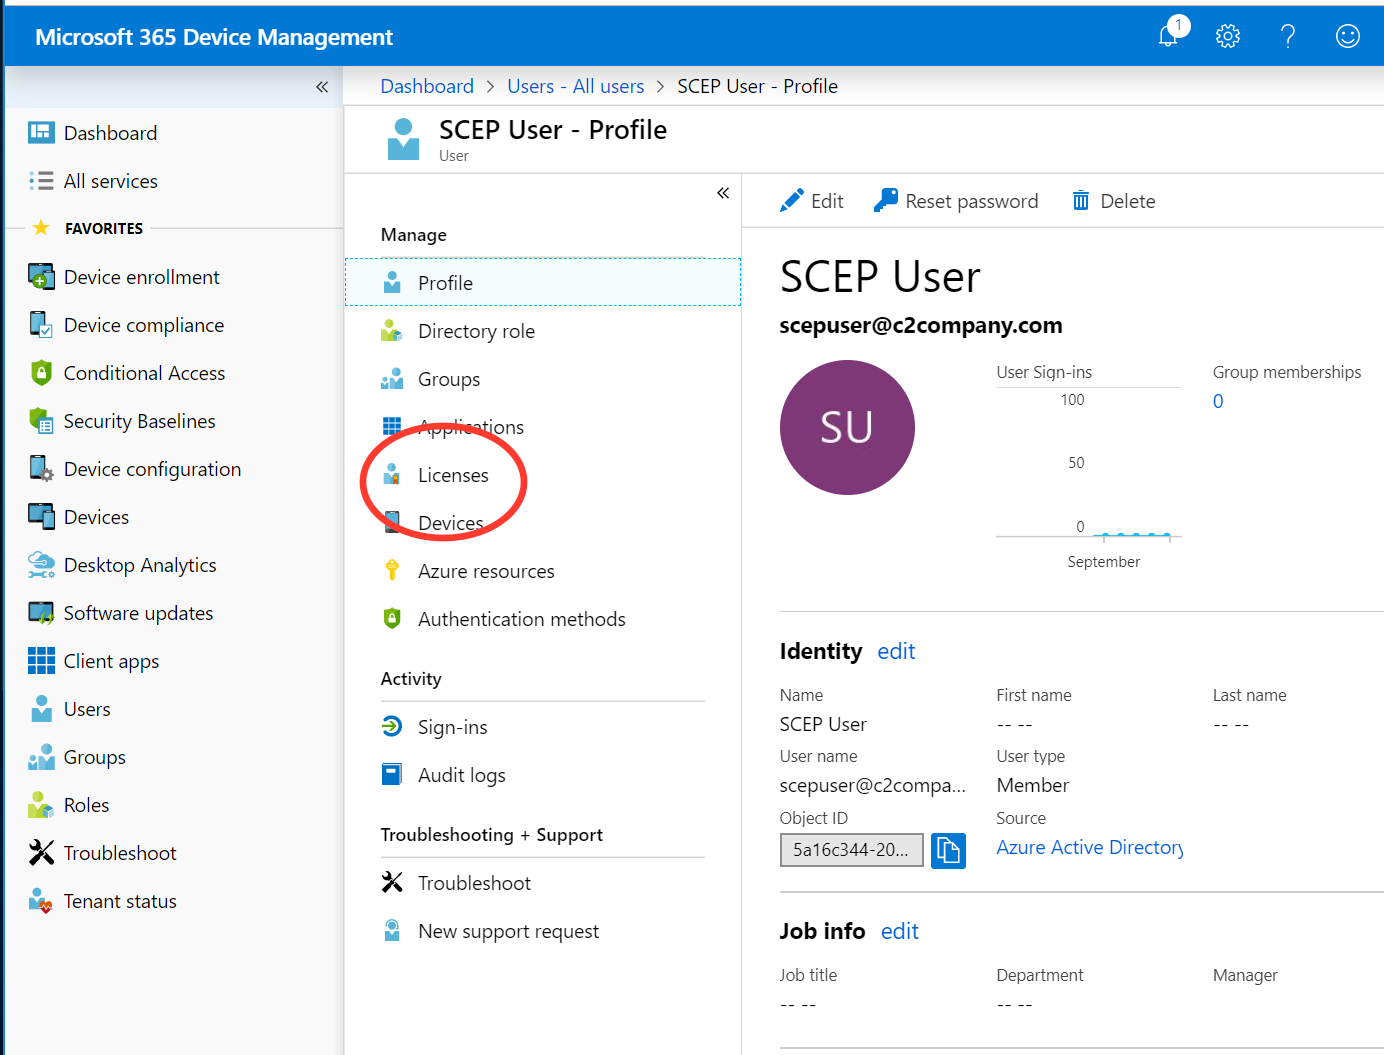 Microsoft 365 Device Management
1
Dashboard
All services
FAVORITES
Device enrollment
Device compliance
Conditional Access
Security Baselines
Device configuration
Devices
Desktop Analytics
Software updates
Client apps
Users
Groups
Roles
Troubleshoot
Tenant status
Dashboard > Users - All users > SCEP User - Profile
SCEP User - Profile
User
Manage
Profile
Directory role
Groups
Applications
Licenses
Devices
Azure resources
Authentication methods
Activity
Sign-ins
Audit logs
Troubleshooting + Support
Troubleshoot
New support request
Edit Reset password Delete
SCEP User
scepuser@c2company.com
SU
User Sign-ins
100
50
0
September
Group memberships
0
Identity edit
Name First name Last name
SCEP User -- -- -- --
User name User type
scepuser@c2compa... Member
Object ID Source
5a16c344-20... Azure Active Directory
Job info edit
Job title Department Manager
-- -- -- --